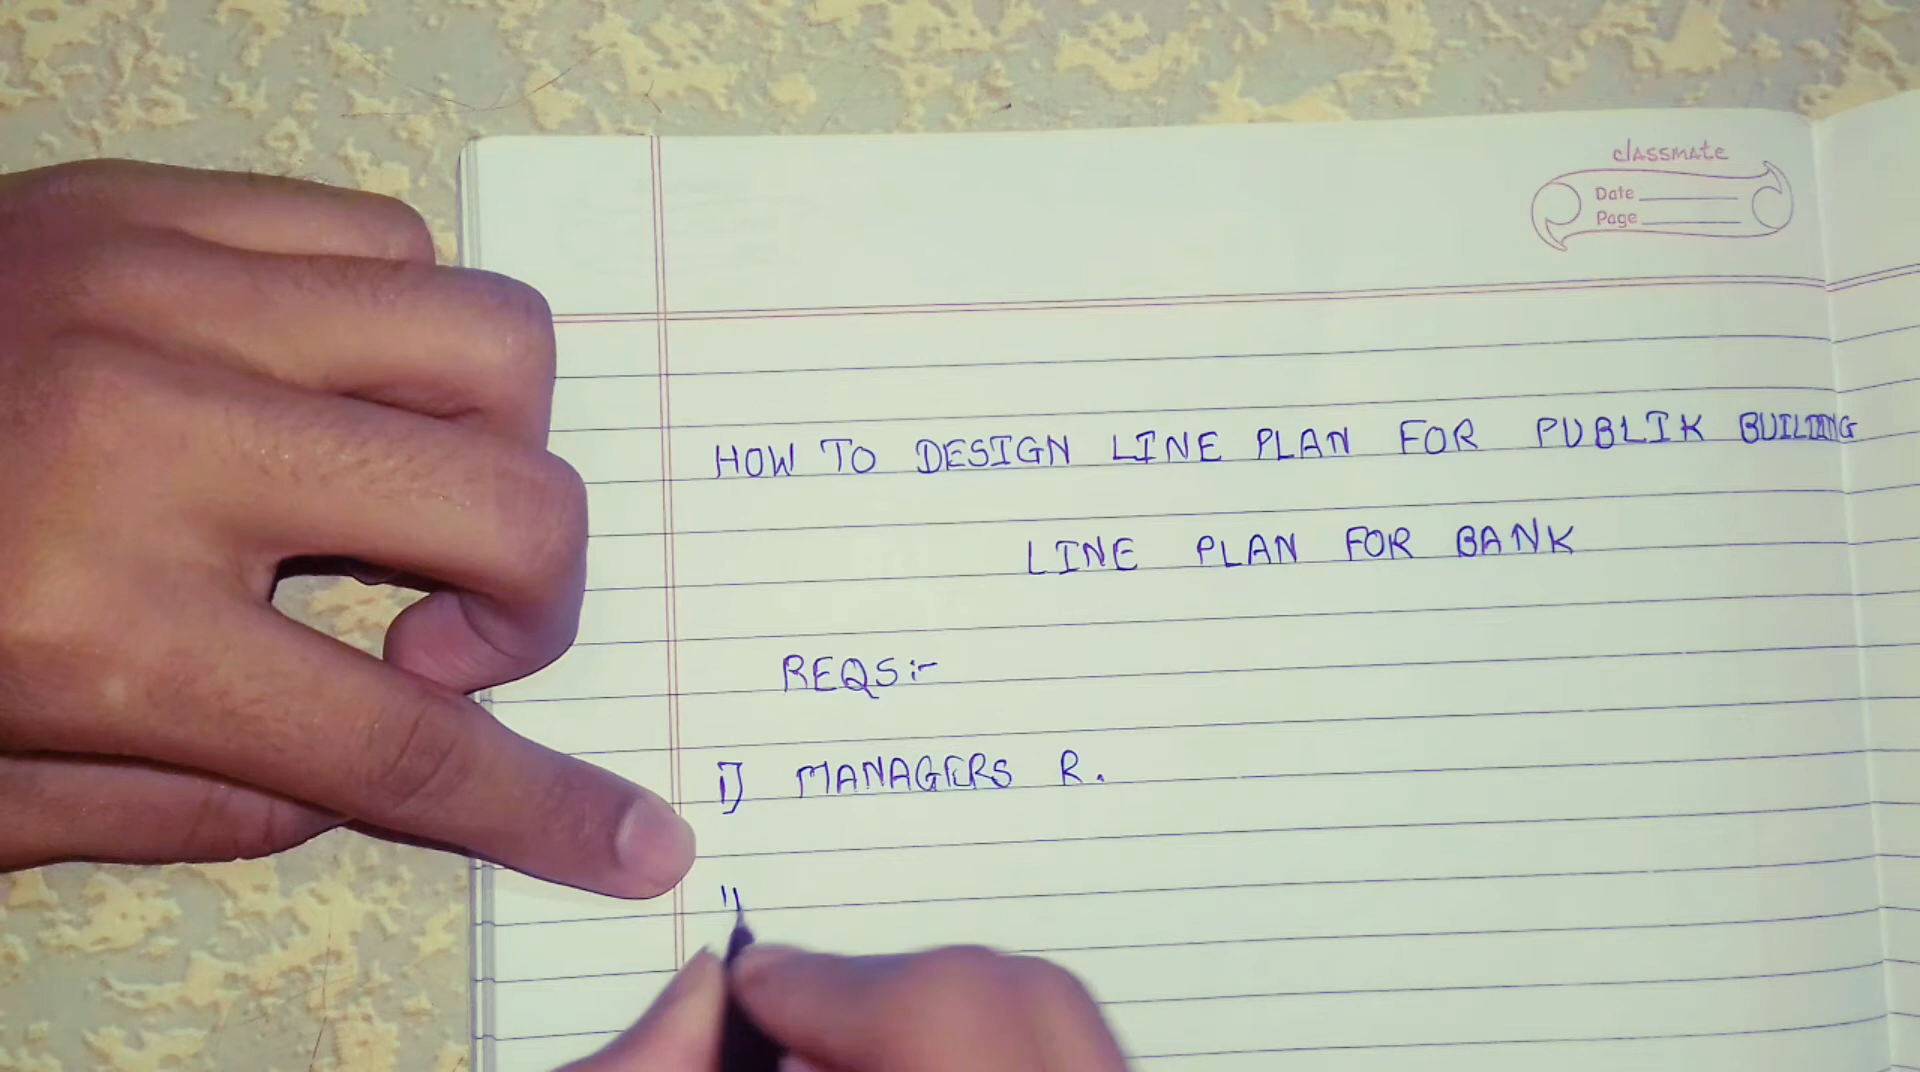 classmate
Date
Page
HOW TO DESIGN LINE PLAN FOR PUBLIK BUILDING
LINE PLAN FOR BANK
REQS:-
I] MANAGERS R.